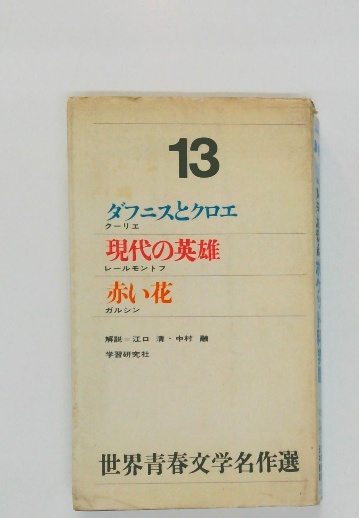 13
ダフニスとクロエ
クーリエ
現代の英雄
レールモントフ
赤い花
ガルシン
解説＝江口 清・中村 融
学習研究社
世界青春文学名作選